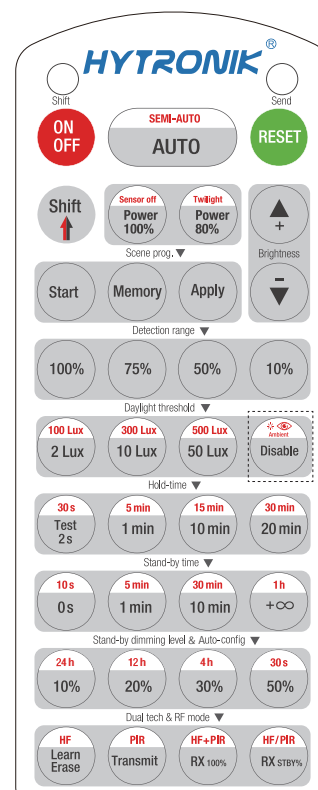 HYTRONIK®
Shift
Send
ON
OFF
SEMI-AUTO
AUTO
RESET
Shift
Sensor off
Power
100%
Twilight
Power
80%
+
Scene prog. ▼
Brightness
Start
Memory
Apply
Detection range ▼
100%
75%
50%
10%
Daylight threshold ▼
100 Lux
2 Lux
300 Lux
10 Lux
500 Lux
50 Lux
Ambient
Disable
Hold-time ▼
30 s
Test
2 s
5 min
1 min
15 min
10 min
30 min
20 min
Stand-by time ▼
10 s
0 s
5 min
1 min
30 min
10 min
1 h
+∞
Stand-by dimming level & Auto-config ▼
24 h
10%
12 h
20%
4 h
30%
30 s
50%
Dual tech & RF mode ▼
HF
Learn
Erase
PIR
Transmit
HF+PIR
RX 100%
HF/PIR
RX STBY%